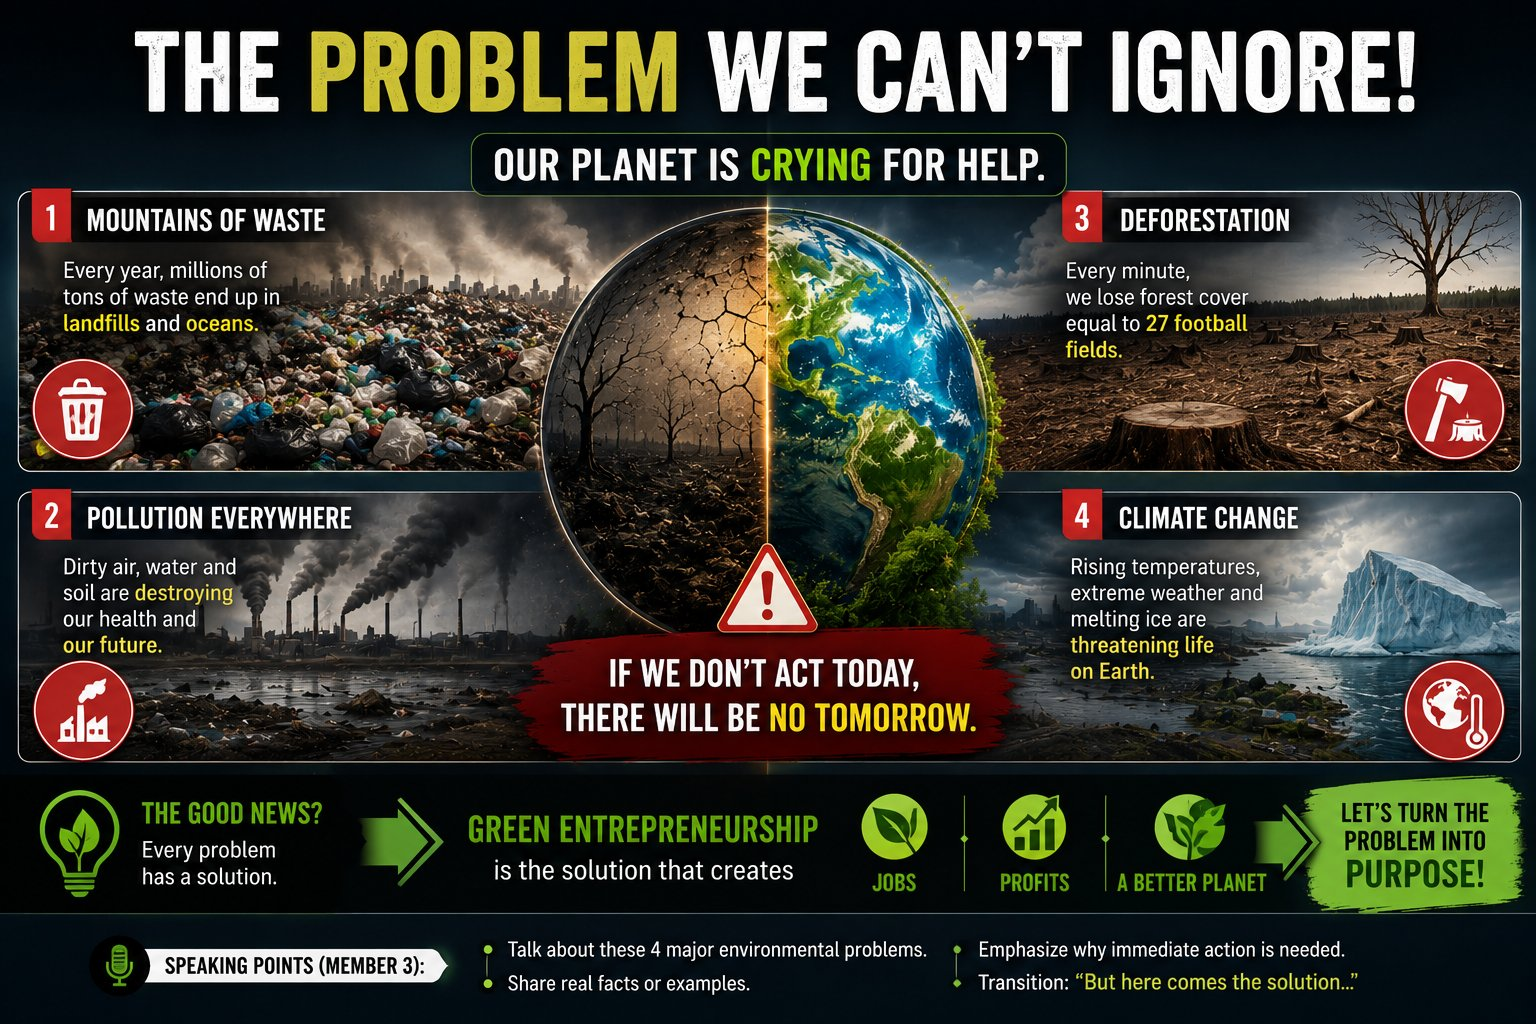 THE PROBLEM WE CAN'T IGNORE!
OUR PLANET IS CRYING FOR HELP.
1 MOUNTAINS OF WASTE
Every year, millions of
tons of waste end up in
landfills and oceans.
2 POLLUTION EVERYWHERE
Dirty air, water and
soil are destroying
our health and
our future.
3 DEFORESTATION
Every minute,
we lose forest cover
equal to 27 football
fields.
4 CLIMATE CHANGE
Rising temperatures,
extreme weather and
melting ice are
threatening life
on Earth.
IF WE DON'T ACT TODAY,
THERE WILL BE NO TOMORROW.
THE GOOD NEWS?
Every problem
has a solution.
GREEN ENTREPRENEURSHIP
is the solution that creates
JOBS
PROFITS
A BETTER PLANET
LET'S TURN THE
PROBLEM INTO
PURPOSE!
SPEAKING POINTS (MEMBER 3):
Talk about these 4 major environmental problems.
Share real facts or examples.
Emphasize why immediate action is needed.
Transition: "But here comes the solution..."